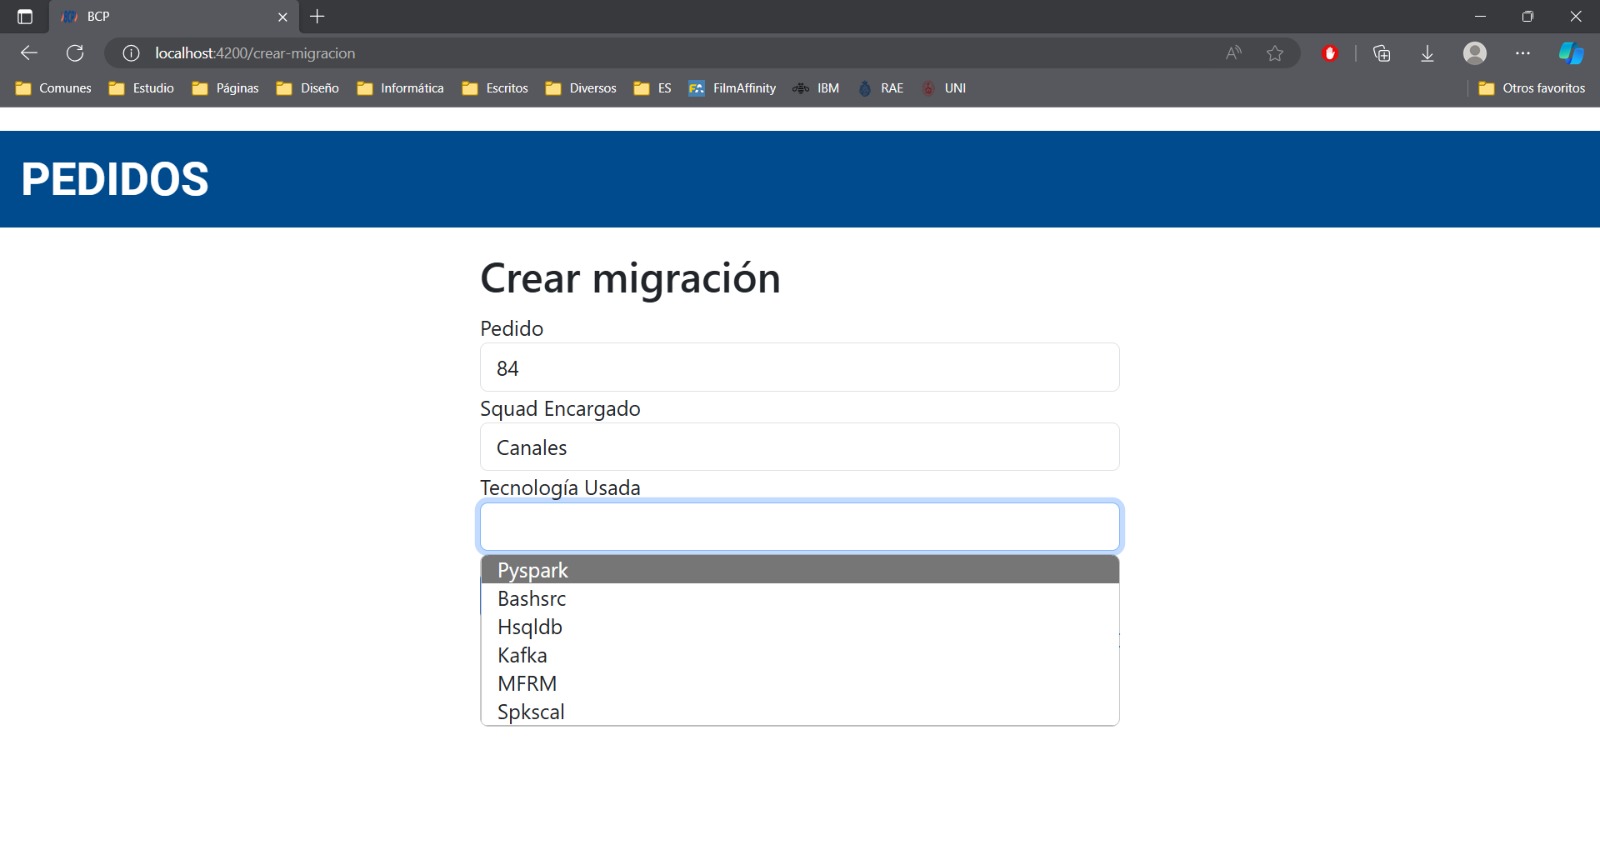 BCP
localhost:4200/crear-migracion
Comunes Estudio Páginas Diseño Informática Escritos Diversos ES FilmAffinity IBM RAE UNI Otros favoritos
PEDIDOS
Crear migración
Pedido
84
Squad Encargado
Canales
Tecnología Usada
Pyspark
Bashsrc
Hsqldb
Kafka
MFRM
Spkscal